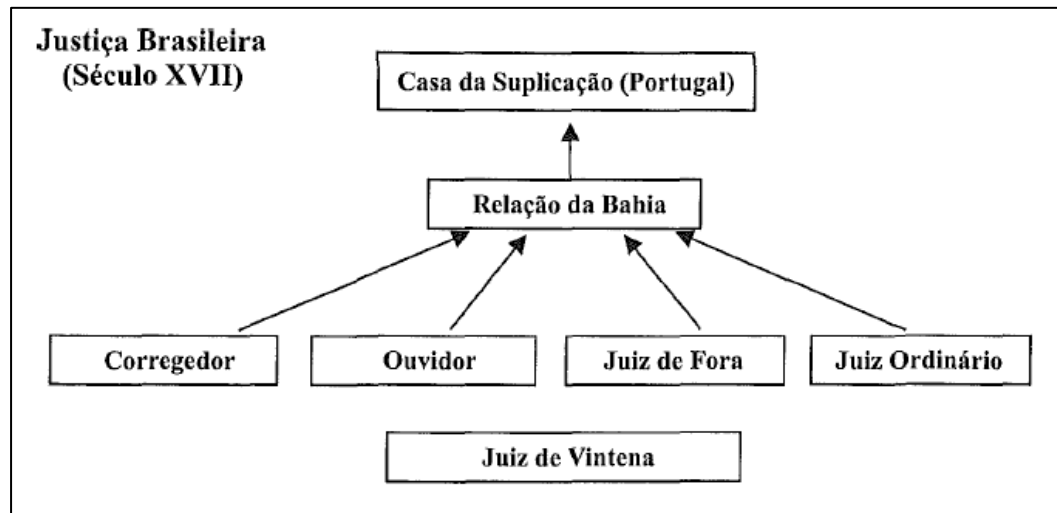 Justiça Brasileira
(Século XVII)
Casa da Suplicação (Portugal)
Relação da Bahia
Corregedor
Ouvidor
Juiz de Fora
Juiz Ordinário
Juiz de Vintena